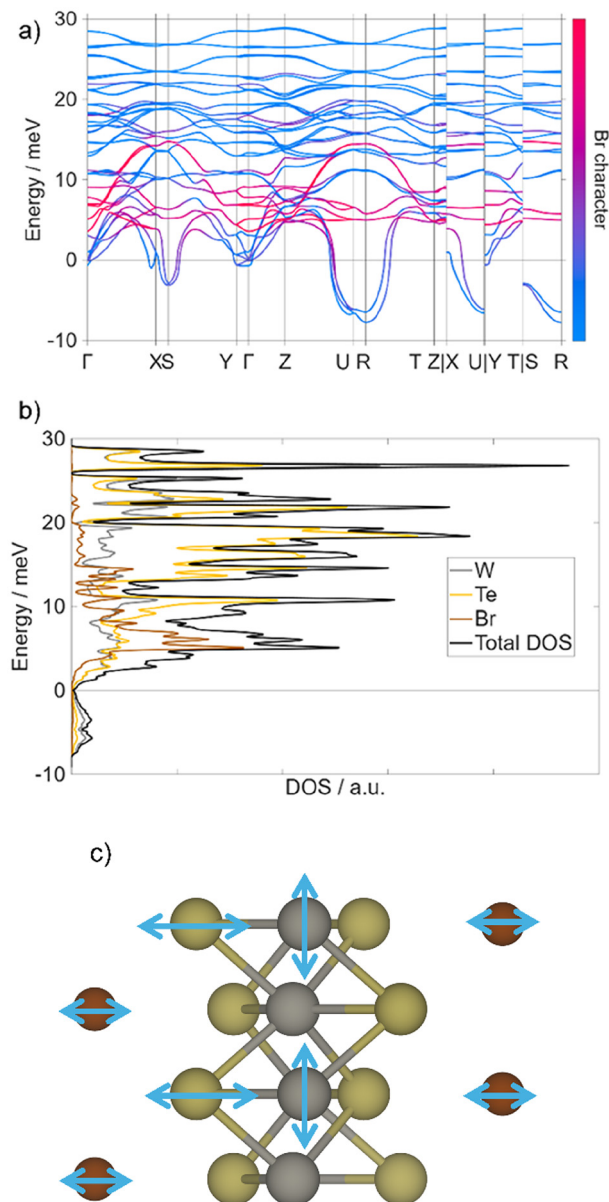 a)
30
20
10
0
-10
Energy / meV
Br character
Γ XS Y Γ Z U R T Z|X U|Y T|S R
b)
30
20
10
0
-10
Energy / meV
W
Te
Br
Total DOS
DOS / a.u.
c)